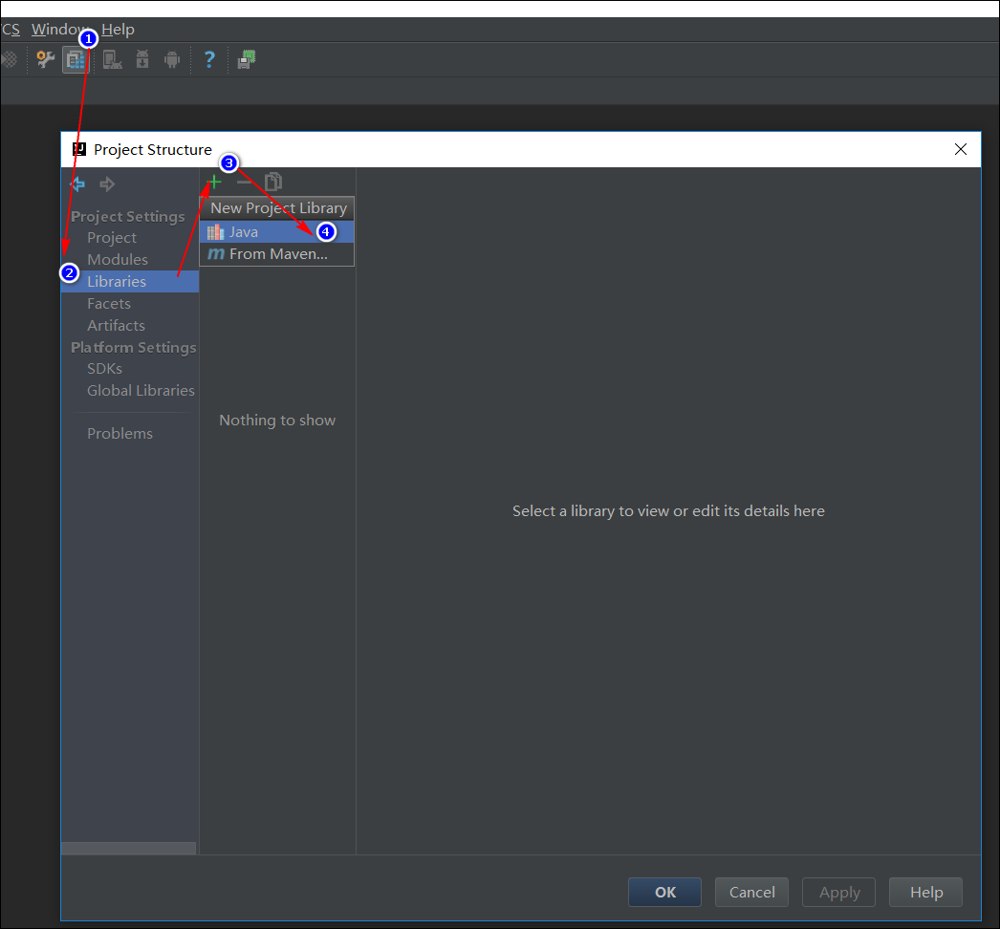 CS Window Help
1
Project Structure
3
New Project Library
Project Settings
Project
Java
4
From Maven...
Modules
2
Libraries
Facets
Artifacts
Platform Settings
SDKs
Global Libraries
Nothing to show
Problems
Select a library to view or edit its details here
OK Cancel Apply Help